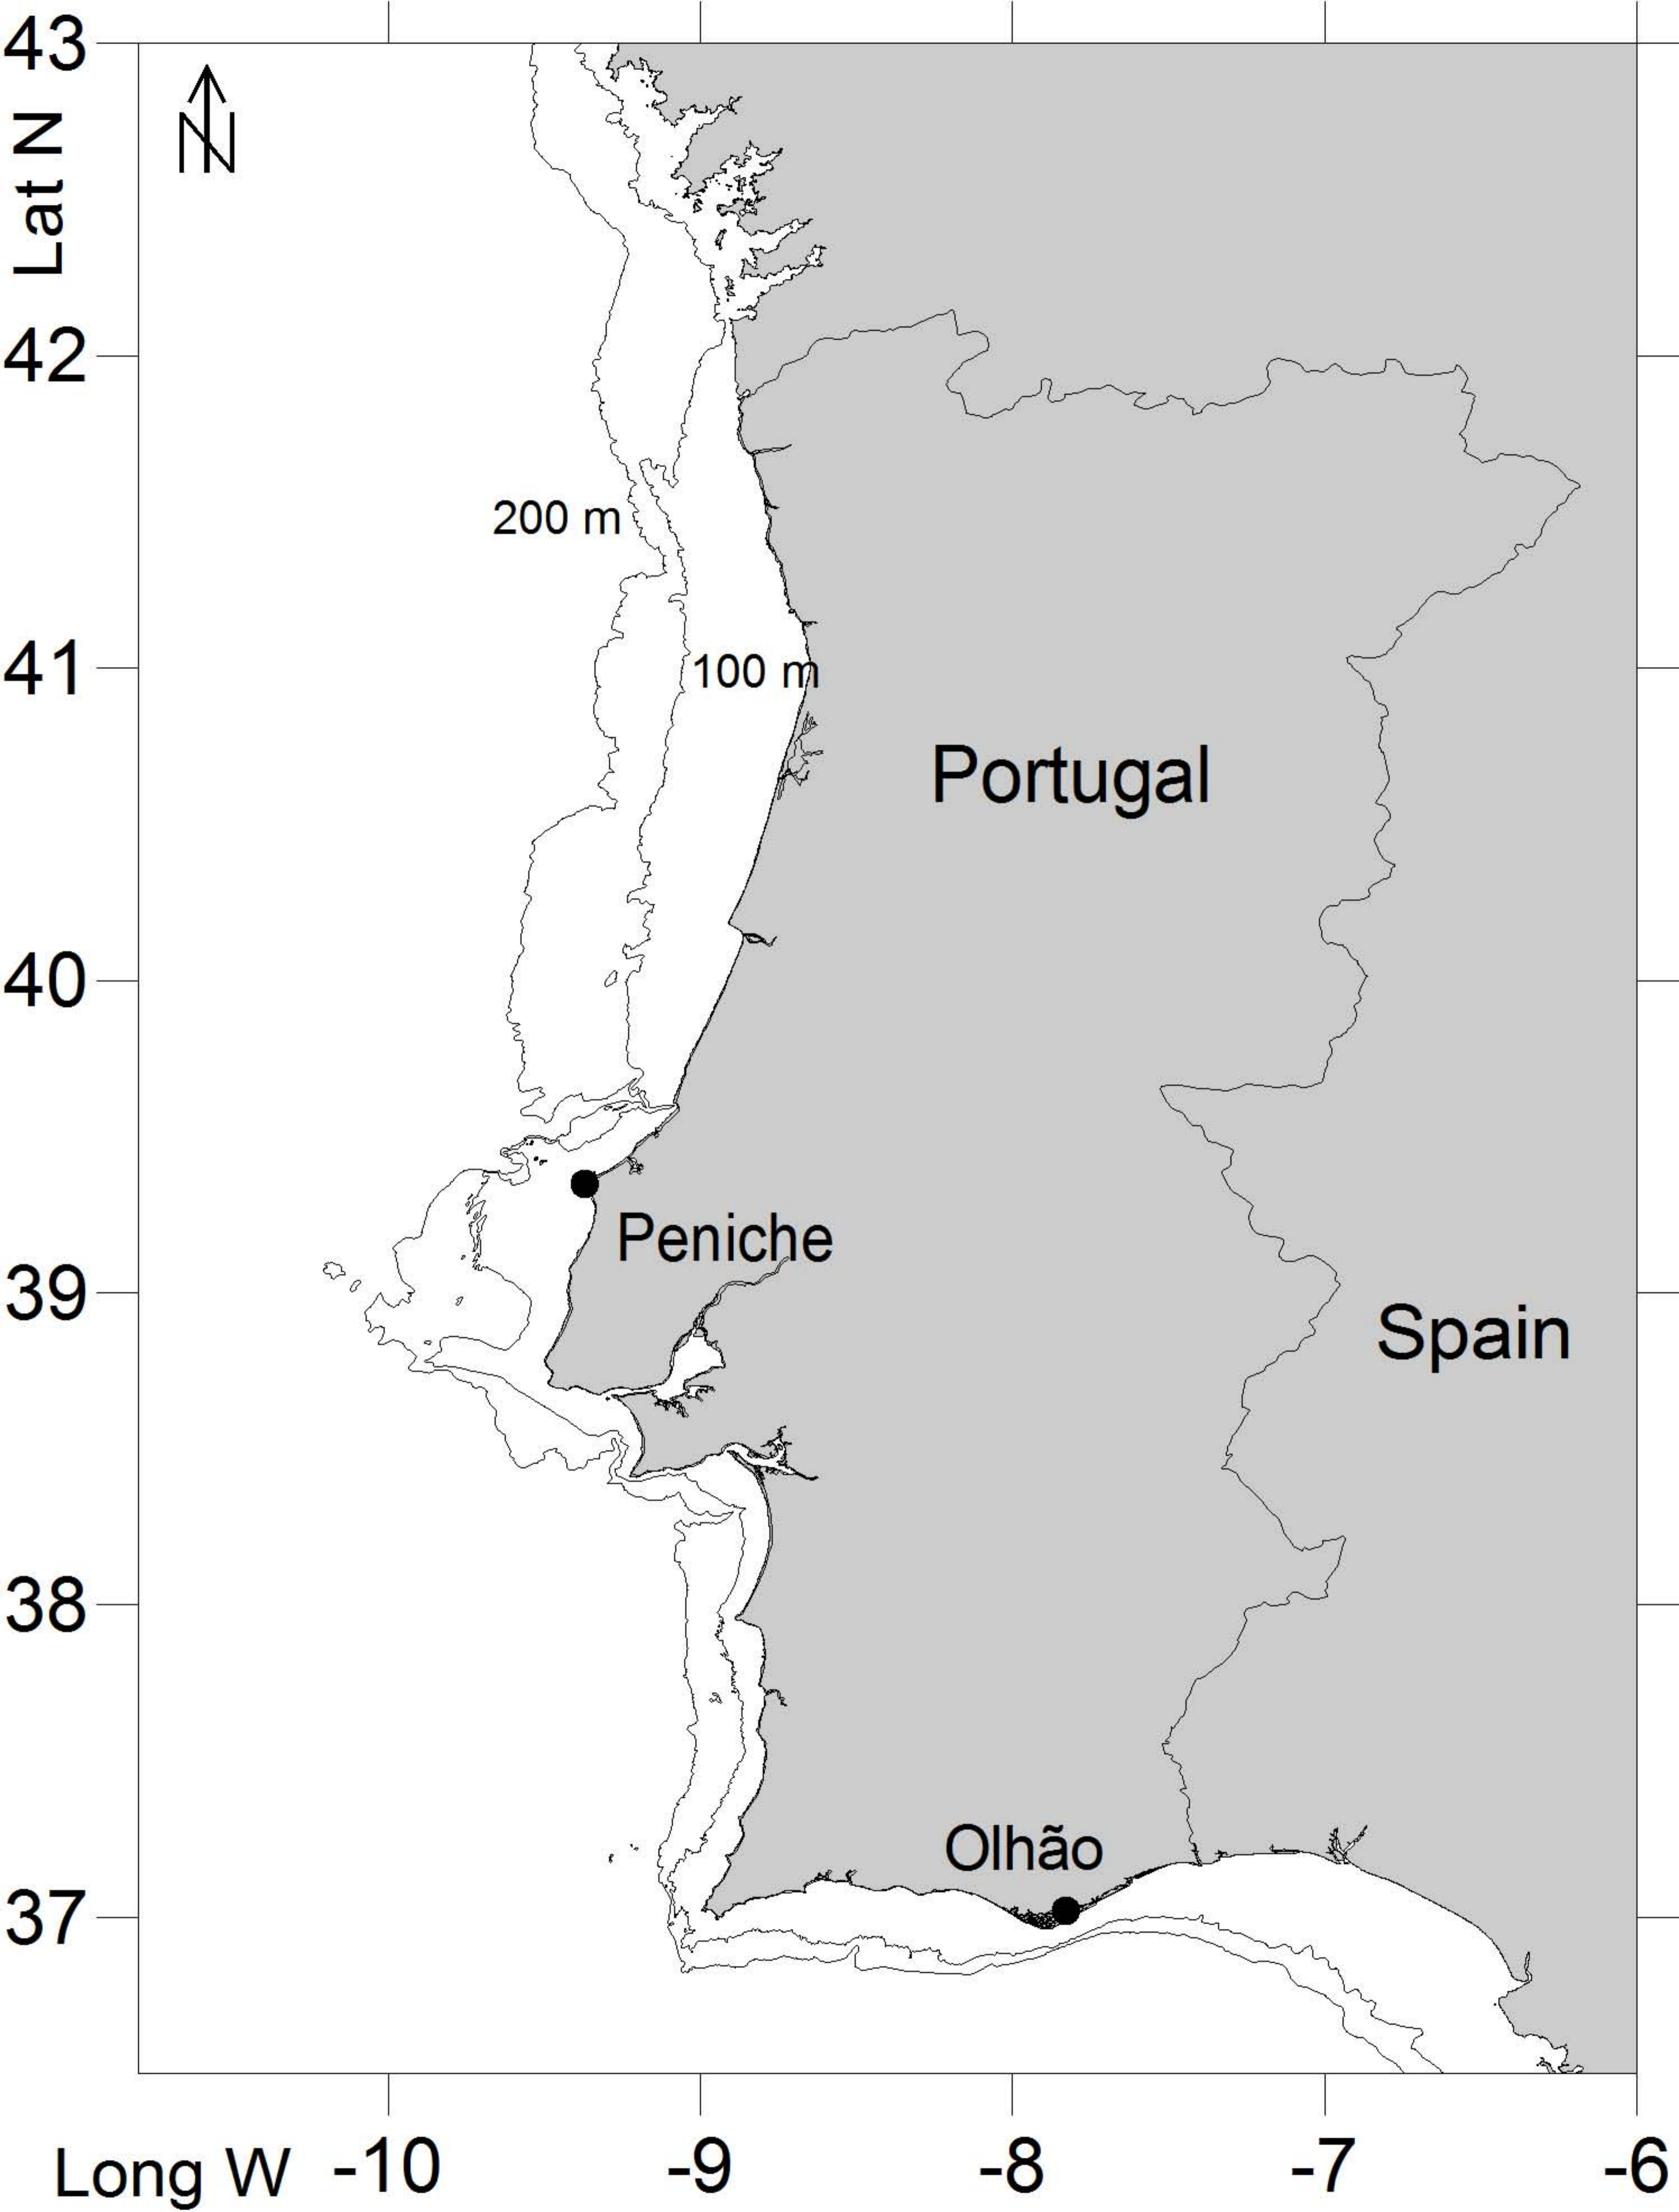 43
N
Lat N
42
200 m
41
100 m
Portugal
40
Peniche
39
Spain
38
Olhão
37
Long W -10 -9 -8 -7 -6